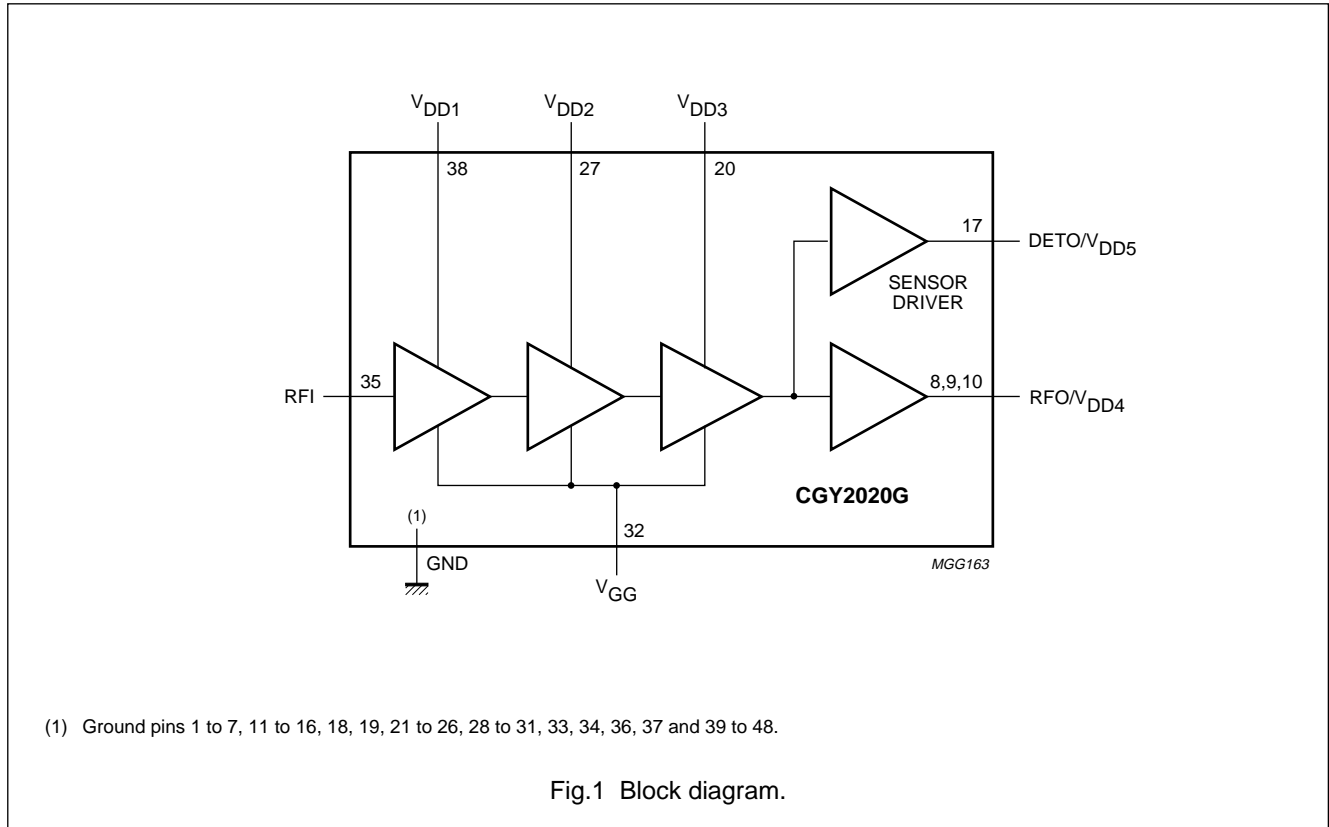 VDD1 VDD2 VDD3
38 27 20
17
DETO/VDD5
SENSOR
DRIVER
RFI 35
8,9,10 RFO/VDD4
CGY2020G
(1)
32
GND
MGG163
VGG
(1) Ground pins 1 to 7, 11 to 16, 18, 19, 21 to 26, 28 to 31, 33, 34, 36, 37 and 39 to 48.
Fig.1 Block diagram.